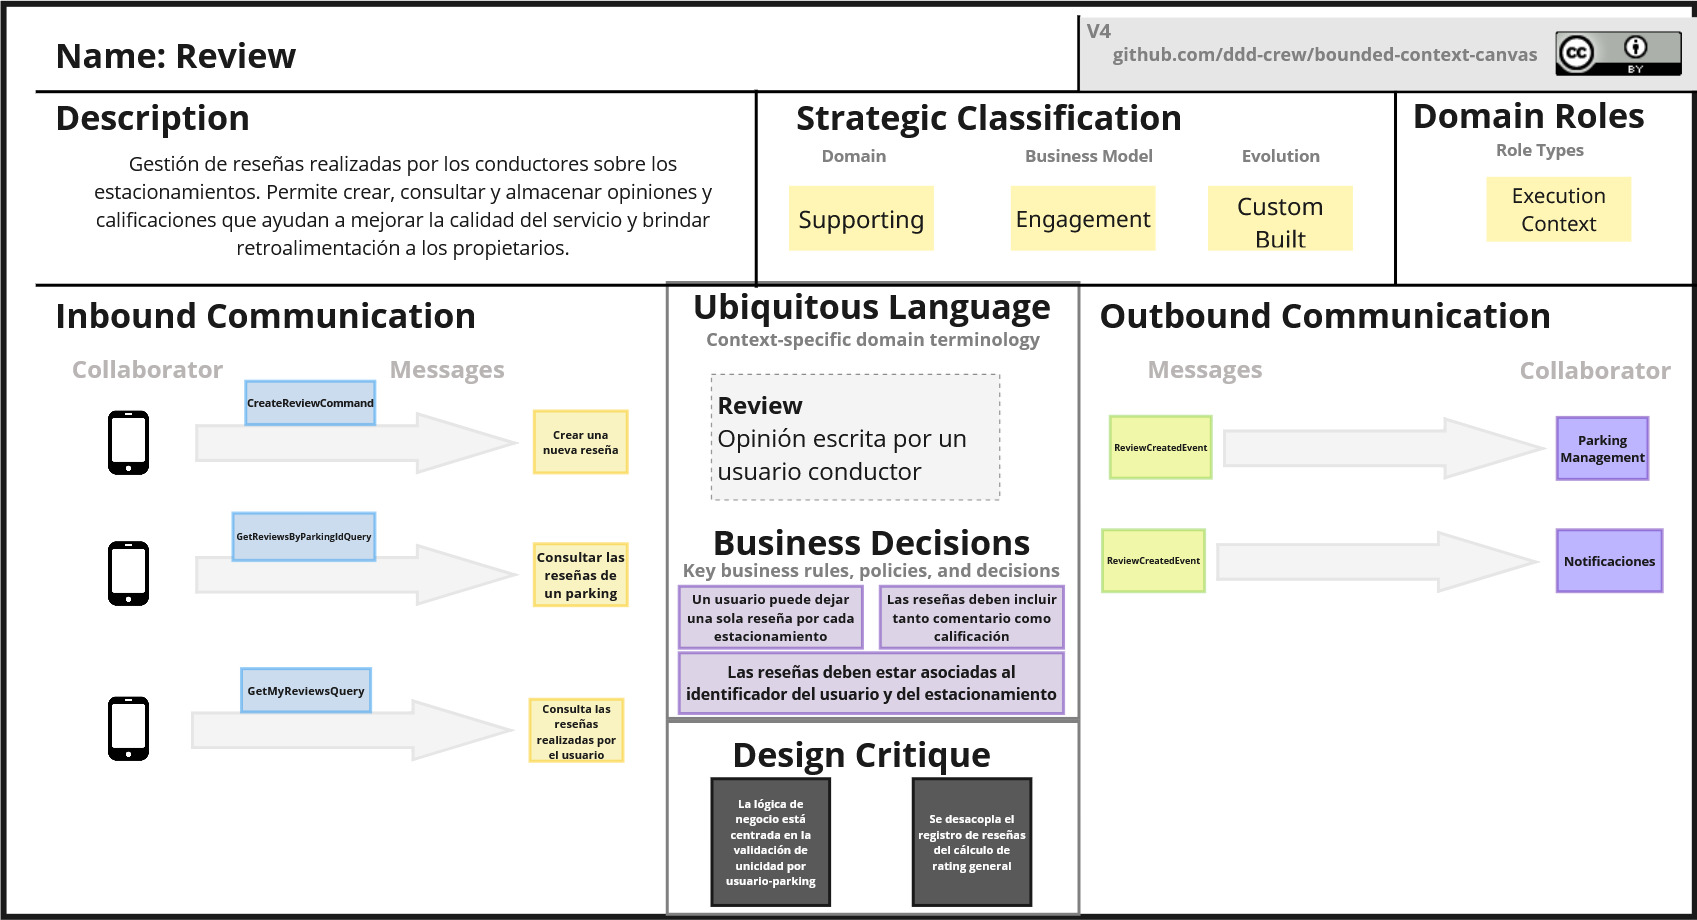 Name: Review
V4
github.com/ddd-crew/bounded-context-canvas
cc
BY
Description
Gestión de reseñas realizadas por los conductores sobre los
estacionamientos. Permite crear, consultar y almacenar opiniones y
calificaciones que ayudan a mejorar la calidad del servicio y brindar
retroalimentación a los propietarios.
Strategic Classification
Domain
Business Model
Evolution
Supporting
Engagement
Custom
Built
Domain Roles
Role Types
Execution
Context
Inbound Communication
Collaborator
Messages
CreateReviewCommand
Crear una
nueva reseña
GetReviewsByParkingIdQuery
Consultar las
reseñas de
un parking
GetMyReviewsQuery
Consulta las
reseñas
realizadas por
el usuario
Ubiquitous Language
Context-specific domain terminology
Review
Opinión escrita por un
usuario conductor
Business Decisions
Key business rules, policies, and decisions
Un usuario puede dejar
una sola reseña por cada
estacionamiento
Las reseñas deben incluir
tanto comentario como
calificación
Las reseñas deben estar asociadas al
identificador del usuario y del estacionamiento
Design Critique
La lógica de
negocio está
centrada en la
validación de
unicidad por
usuario-parking
Se desacopla el
registro de reseñas
del cálculo de
rating general
Outbound Communication
Messages
Collaborator
ReviewCreatedEvent
Parking
Management
ReviewCreatedEvent
Notificaciones